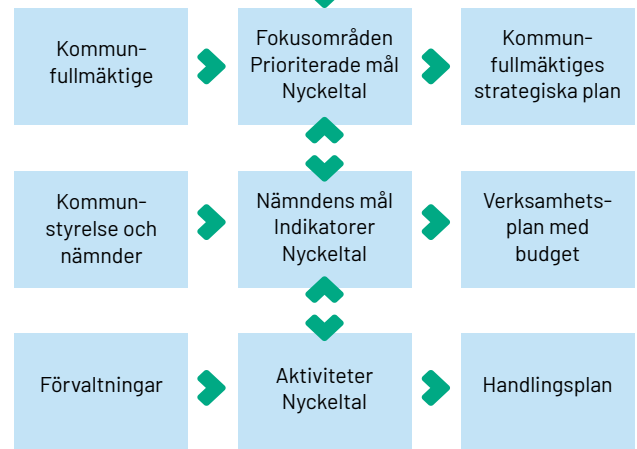 Kommun-
fullmäktige
Fokusområden
Prioriterade mål
Nyckeltal
Kommun-
fullmäktiges
strategiska plan
Kommun-
styrelse och
nämnder
Nämndens mål
Indikatorer
Nyckeltal
Verksamhets-
plan med
budget
Förvaltningar
Aktiviteter
Nyckeltal
Handlingsplan